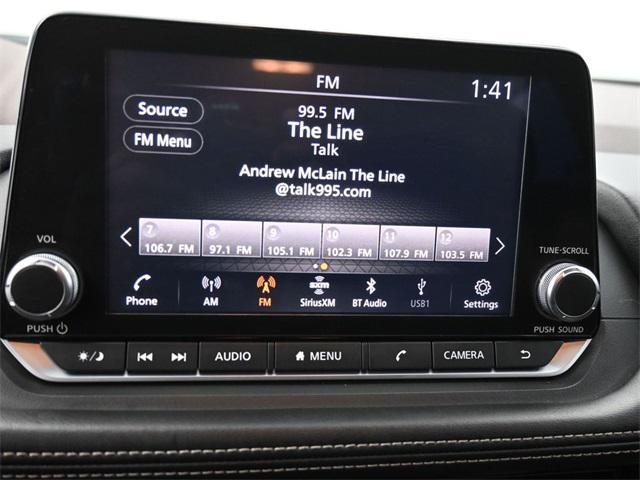 FM
1:41
Source
FM Menu
99.5 FM
The Line
Talk
Andrew McLain The Line
@talk995.com
7 8 9 10 11 12
106.7 FM 97.1 FM 105.1 FM 102.3 FM 107.9 FM 103.5 FM
Phone AM FM SiriusXM BT Audio USB1 Settings
sxm
VOL
PUSH
TUNE·SCROLL
PUSH SOUND
AUDIO MENU CAMERA